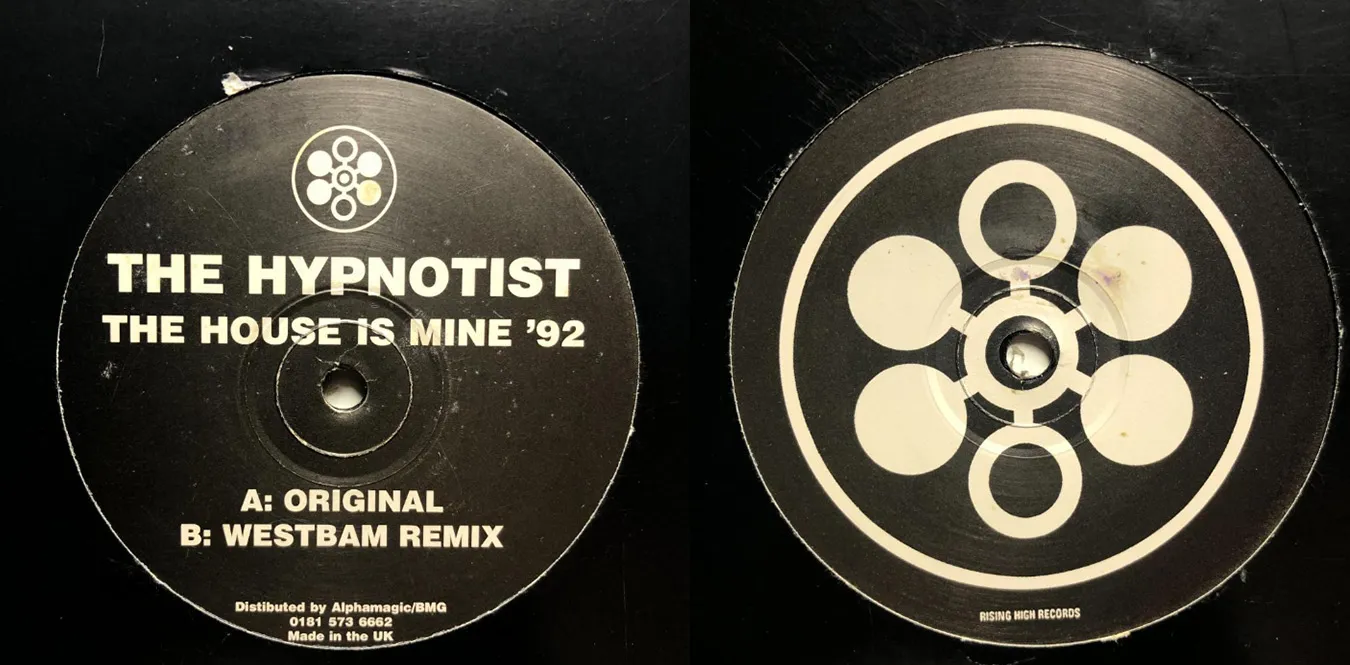 THE HYPNOTIST
THE HOUSE IS MINE ’92
A: ORIGINAL
B: WESTBAM REMIX
Distibuted by Alphamagic/BMG
0181 573 6662
Made in the UK
RISING HIGH RECORDS